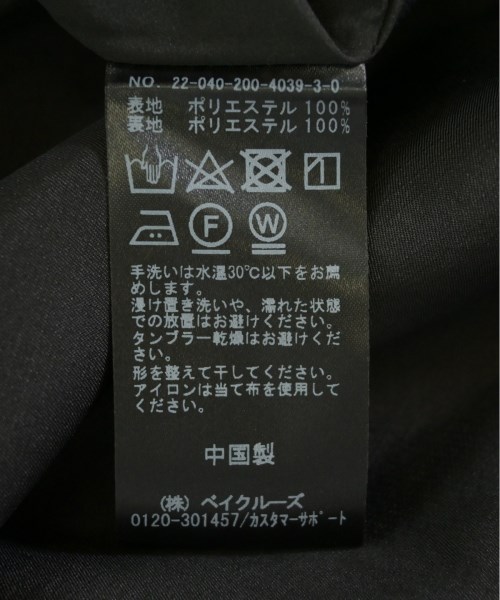 NO. 22-040-200-4039-3-0
表地 ポリエステル 100%
裏地 ポリエステル 100%
F W
手洗いは水温30℃以下をお薦
めします。
浸け置き洗いや、濡れた状態
での放置はお避けください。
タンブラー乾燥はお避けくだ
さい。
形を整えて干してください。
アイロンは当て布を使用して
ください。
中国製
(株) ベイクルーズ
0120-301457/カスタマーサポート